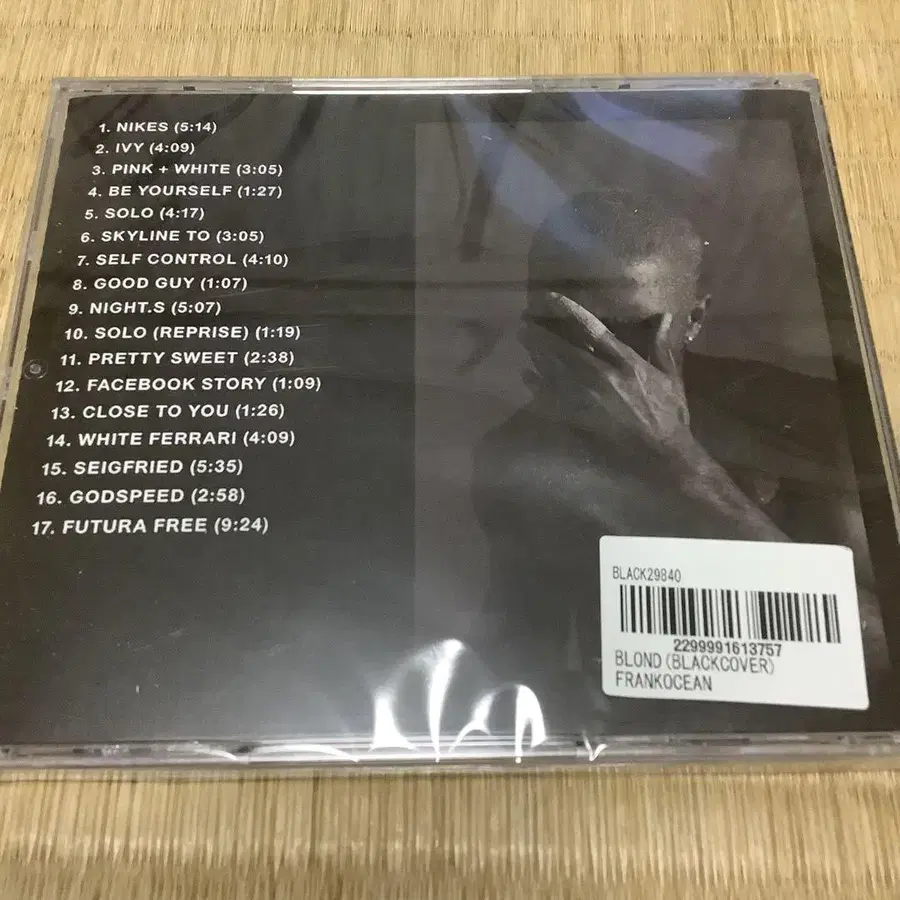 1. NIKES (5:14)
2. IVY (4:09)
3. PINK + WHITE (3:05)
4. BE YOURSELF (1:27)
5. SOLO (4:17)
6. SKYLINE TO (3:05)
7. SELF CONTROL (4:10)
8. GOOD GUY (1:07)
9. NIGHT.S (5:07)
10. SOLO (REPRISE) (1:19)
11. PRETTY SWEET (2:38)
12. FACEBOOK STORY (1:09)
13. CLOSE TO YOU (1:26)
14. WHITE FERRARI (4:09)
15. SEIGFRIED (5:35)
16. GODSPEED (2:58)
17. FUTURA FREE (9:24)
BLACK29840
2299991613757
BLOND(BLACKCOVER)
FRANKOCEAN